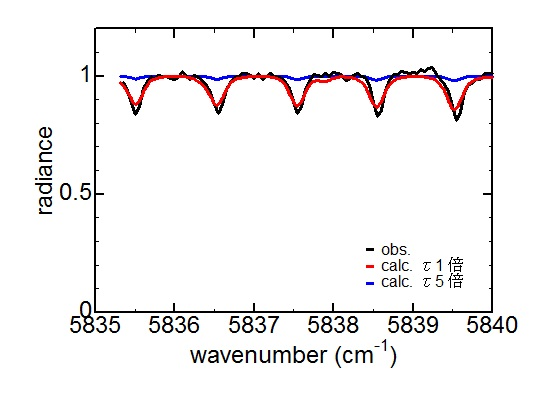 1
0.5
0
radiance
obs.
calc. τ 1 倍
calc. τ 5 倍
5835 5836 5837 5838 5839 5840
wavenumber (cm-1)